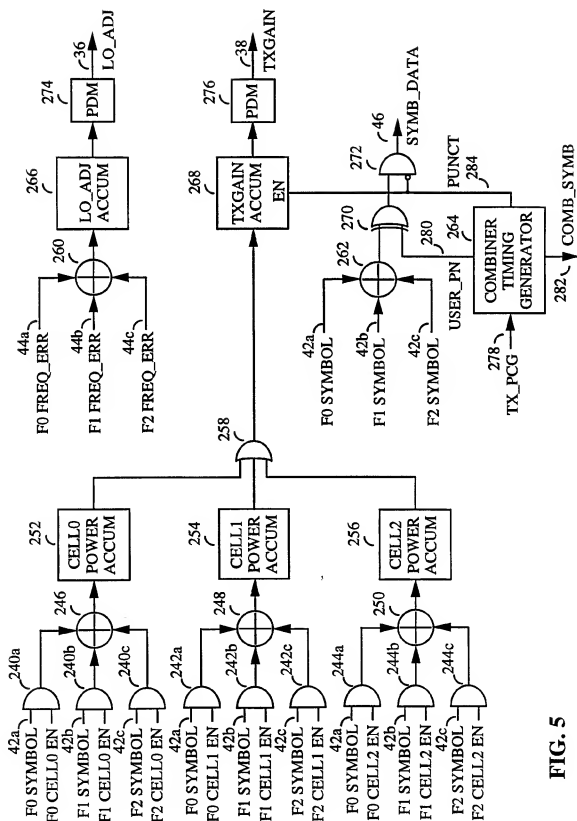 42a
F0 SYMBOL
F0 CELL0 EN
240a
42b
F1 SYMBOL
F1 CELL0 EN
240b
42c
F2 SYMBOL
F2 CELL0 EN
240c
246
252
CELL0
POWER
ACCUM
42a
F0 SYMBOL
F0 CELL1 EN
242a
42b
F1 SYMBOL
F1 CELL1 EN
242b
42c
F2 SYMBOL
F2 CELL1 EN
242c
248
254
CELL1
POWER
ACCUM
42a
F0 SYMBOL
F0 CELL2 EN
244a
42b
F1 SYMBOL
F1 CELL2 EN
244b
42c
F2 SYMBOL
F2 CELL2 EN
244c
250
256
CELL2
POWER
ACCUM
258
44a
F0 FREQ_ERR
44b
F1 FREQ_ERR
44c
F2 FREQ_ERR
260
266
LO_ADJ
ACCUM
274
PDM
36
LO_ADJ
268
TXGAIN
ACCUM
EN
276
PDM
38
TXGAIN
42a
F0 SYMBOL
42b
F1 SYMBOL
42c
F2 SYMBOL
262
270
272
46
SYMB_DATA
USER_PN
280
264
PUNCT
284
278
TX_PCG
COMBINER
TIMING
GENERATOR
282
COMB_SYMB
FIG. 5